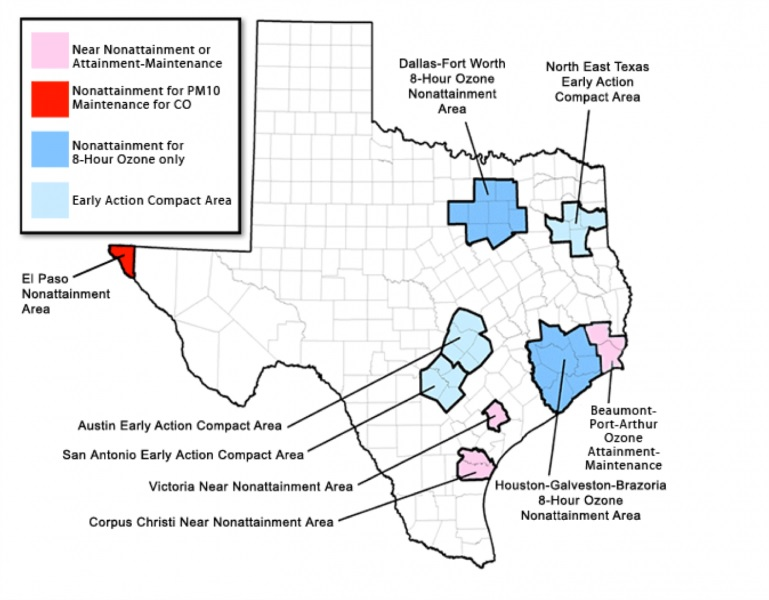 Near Nonattainment or
Attainment-Maintenance
Nonattainment for PM10
Maintenance for CO
Nonattainment for
8-Hour Ozone only
Early Action Compact Area
Dallas-Fort Worth
8-Hour Ozone
Nonattainment
Area
North East Texas
Early Action
Compact Area
El Paso
Nonattainment
Area
Austin Early Action Compact Area
San Antonio Early Action Compact Area
Victoria Near Nonattainment Area
Corpus Christi Near Nonattainment Area
Beaumont-
Port-Arthur
Ozone
Attainment-
Maintenance
Houston-Galveston-Brazoria
8-Hour Ozone
Nonattainment Area